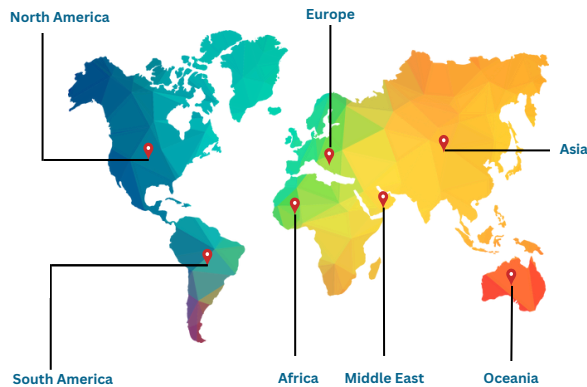 North America
Europe
Asia
South America
Africa
Middle East
Oceania